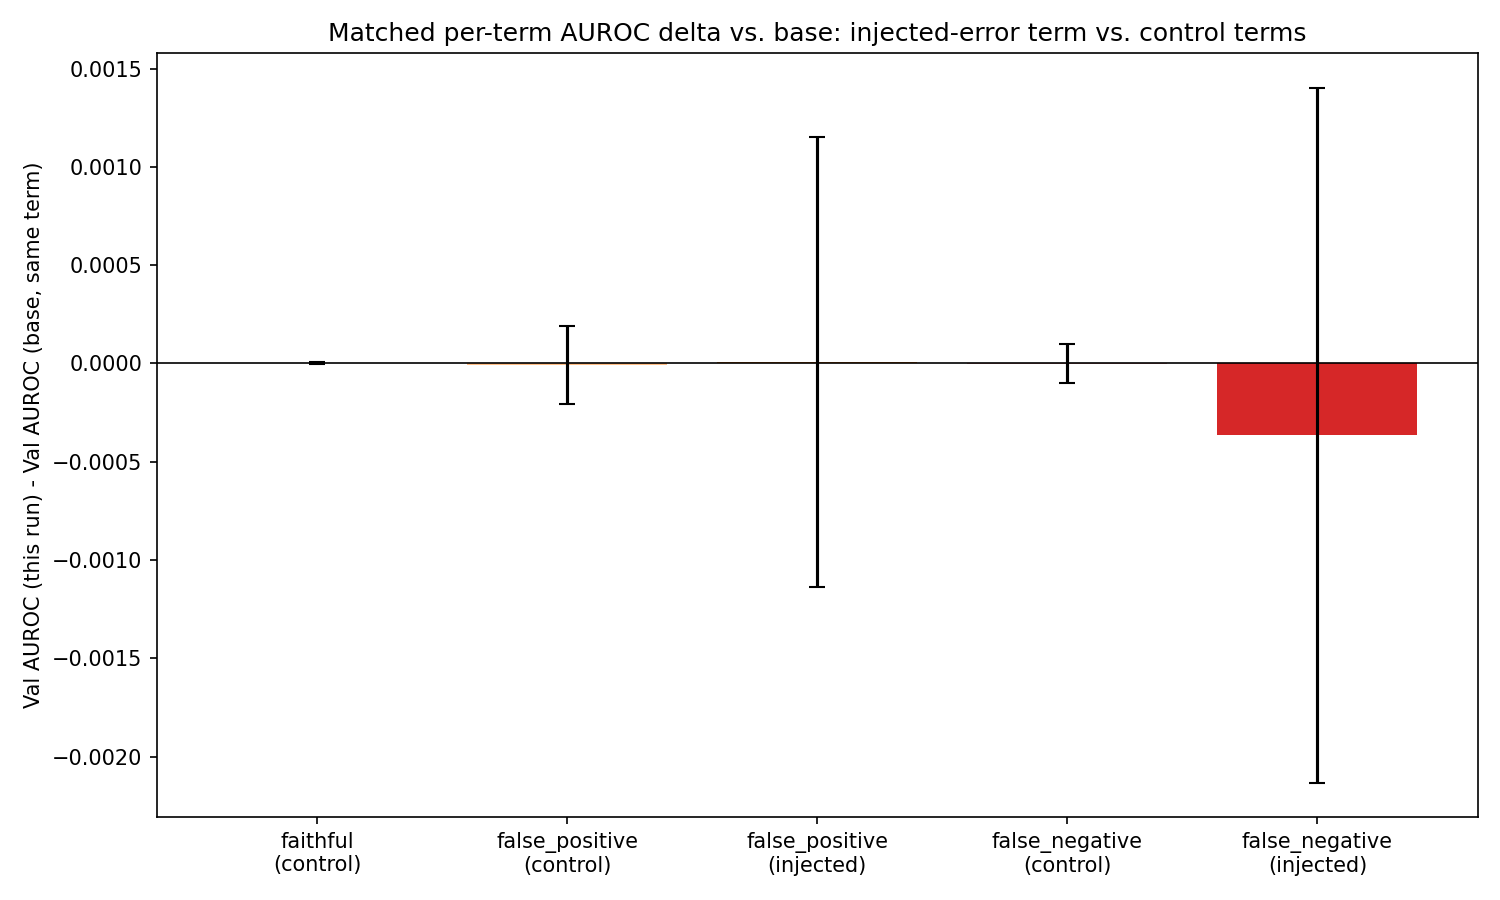 Matched per-term AUROC delta vs. base: injected-error term vs. control terms
Val AUROC (this run) - Val AUROC (base, same term)
0.0015
0.0010
0.0005
0.0000
−0.0005
−0.0010
−0.0015
−0.0020
faithful
(control)
false_positive
(control)
false_positive
(injected)
false_negative
(control)
false_negative
(injected)